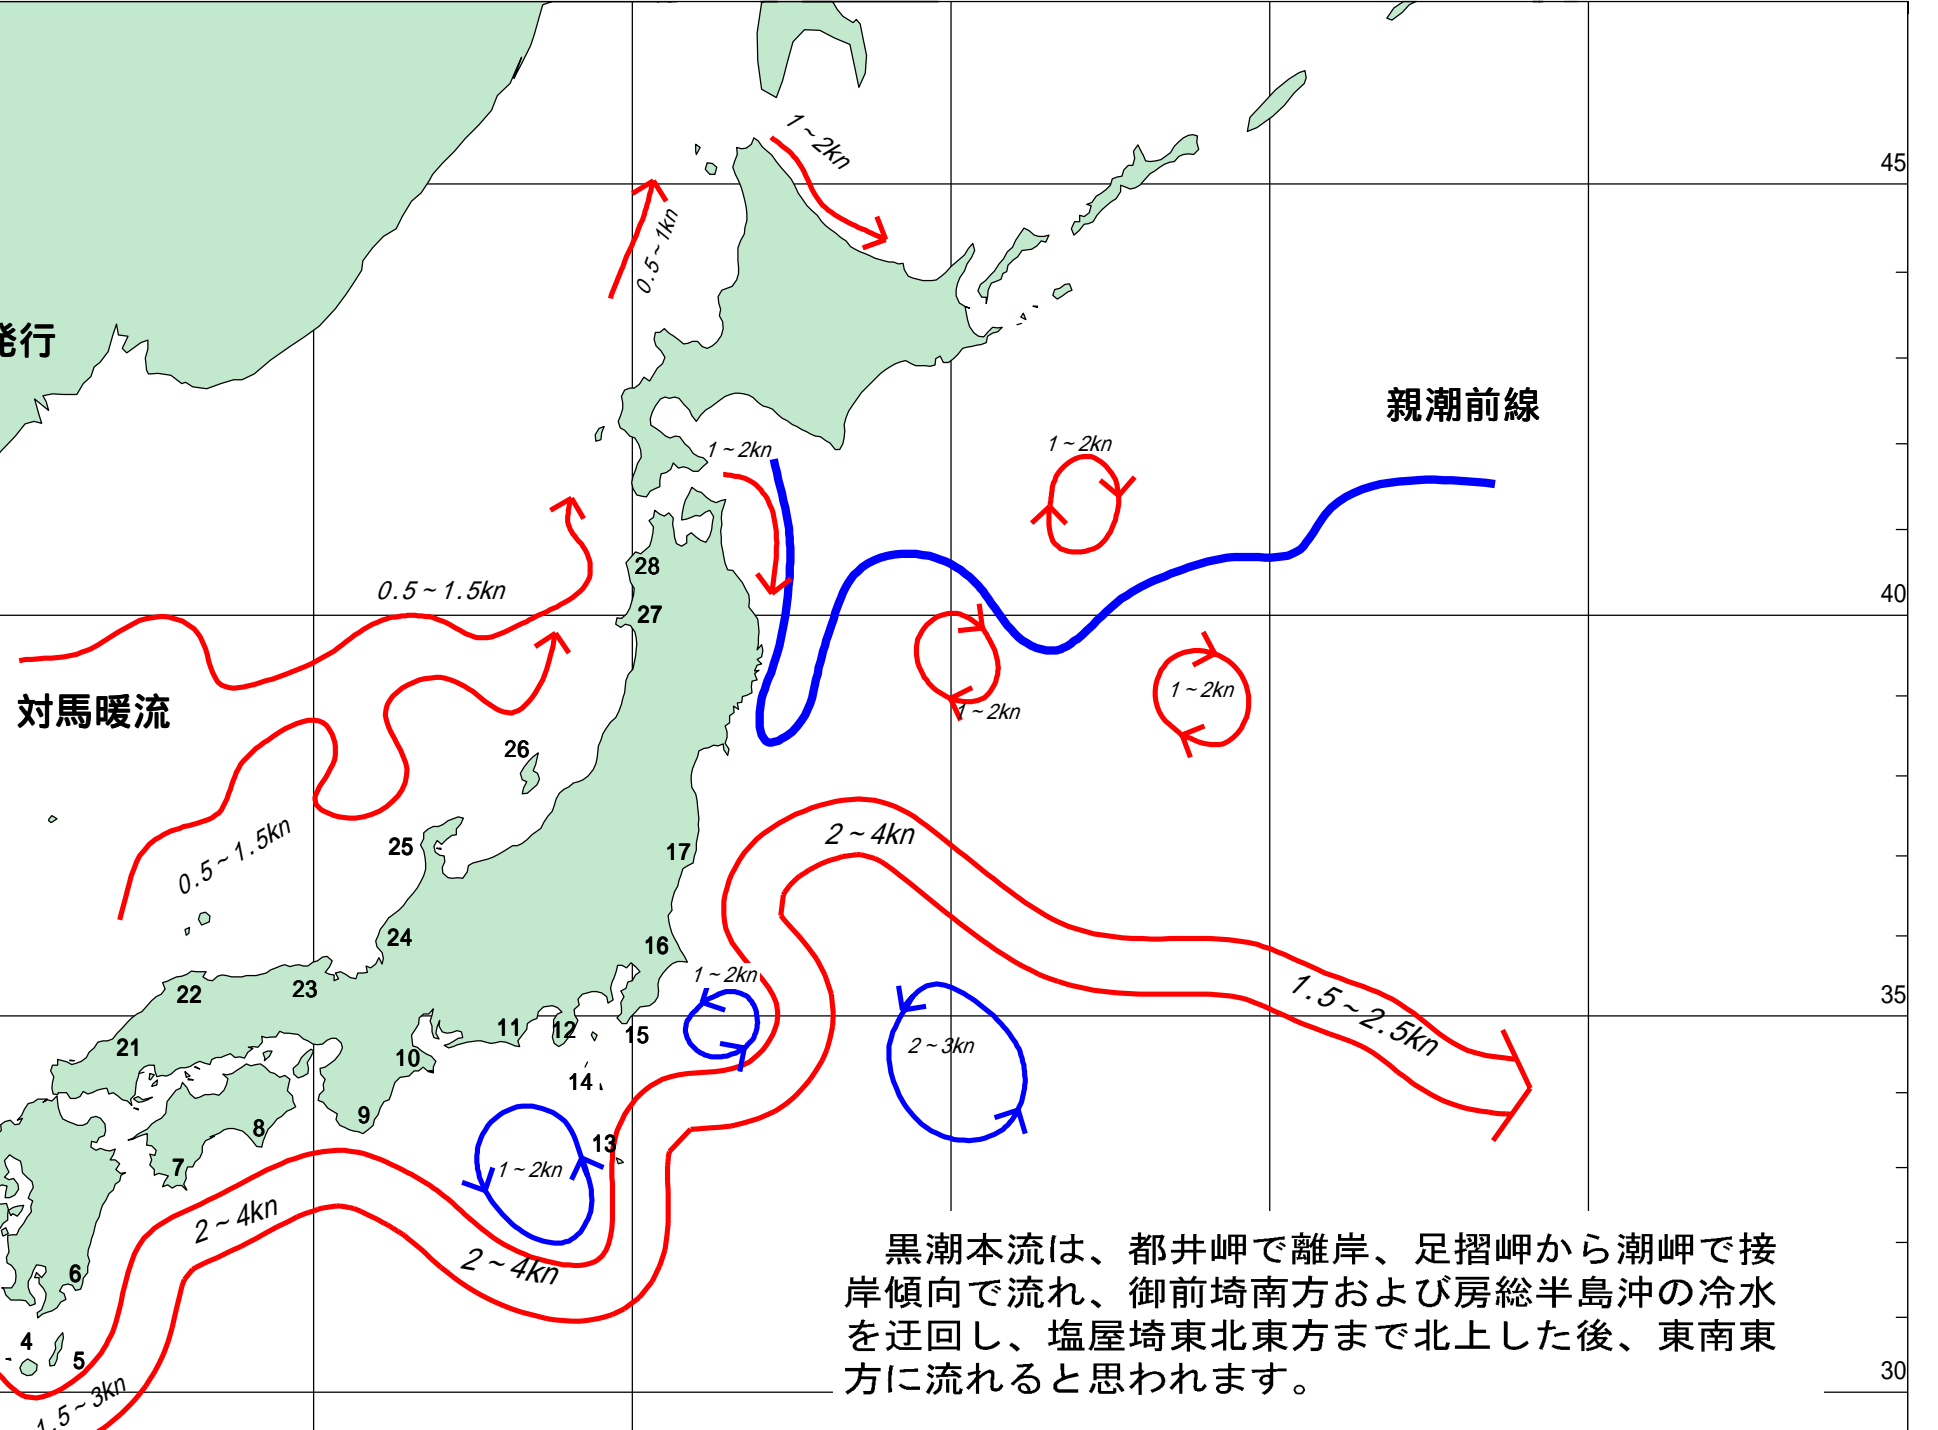 1~2kn
45
0.5~1kn
発行
親潮前線
1~2kn
1~2kn
28
0.5~1.5kn
40
27
1~2kn
対馬暖流
1~2kn
26
2~4kn
25
17
0.5~1.5kn
24
16
1~2kn
22
23
1.5~2.5kn
35
11
12
15
21
10
2~3kn
14
9
8
13
7
1~2kn
2~4kn
2~4kn
6
黒潮本流は、都井岬で離岸、足摺岬から潮岬で接
岸傾向で流れ、御前埼南方および房総半島沖の冷水
を迂回し、塩屋埼東北東方まで北上した後、東南東
方に流れると思われます。
4
5
30
1.5~3kn